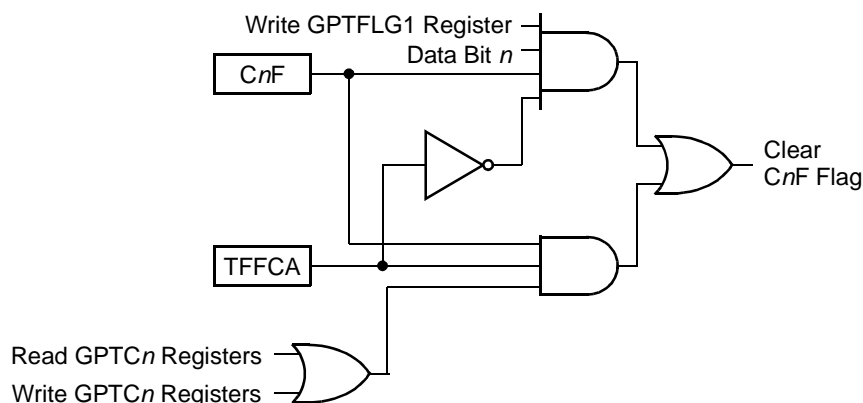 Write GPTFLG1 Register
Data Bit n
CnF
Clear
CnF Flag
TFFCA
Read GPTCn Registers
Write GPTCn Registers